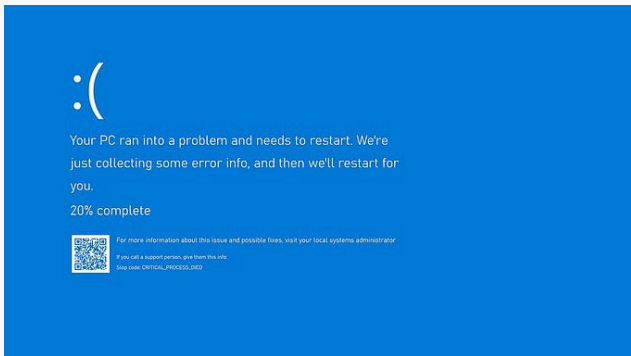 :(
Your PC ran into a problem and needs to restart. We're
just collecting some error info, and then we'll restart for
you.
20% complete
For more information about this issue and possible fixes, visit your local systems administrator
If you call a support person, give them this info
Stop code: CRITICAL_PROCESS_DIED